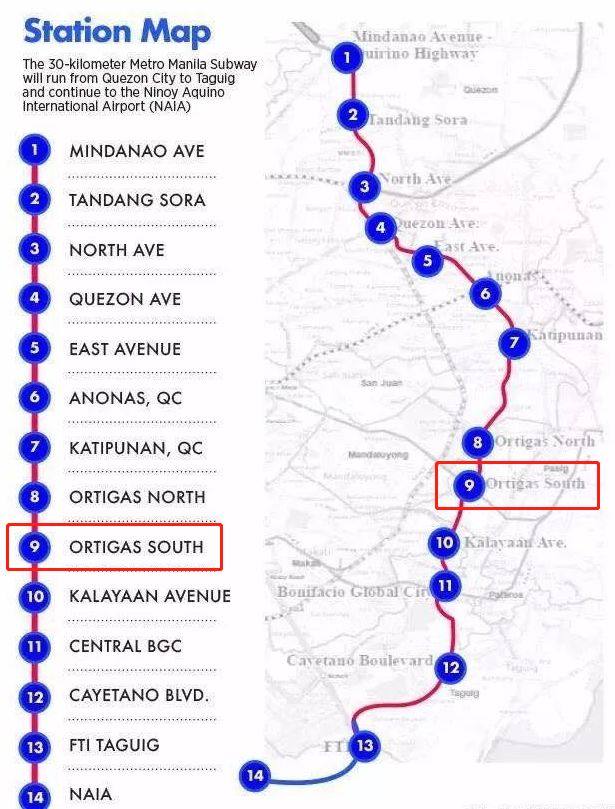 Station Map
The 30-kilometer Metro Manila Subway
will run from Quezon City to Taguig
and continue to the Ninoy Aquino
International Airport (NAIA)
1 MINDANAO AVE
2 TANDANG SORA
3 NORTH AVE
4 QUEZON AVE
5 EAST AVENUE
6 ANONAS, QC
7 KATIPUNAN, QC
8 ORTIGAS NORTH
9 ORTIGAS SOUTH
10 KALAYAAN AVENUE
11 CENTRAL BGC
12 CAYETANO BLVD.
13 FTI TAGUIG
14 NAIA
Mindanao Avenue -
1 uirino Highway
Quezon
2 Tandang Sora
3 North Ave
4 Quezon Ave.
5 East Ave.
6 Anonas
7 Katipunan
San Juan
8 Ortigas North
Mandaluyong
Mandaluyong
Pasig
9 Ortigas South
10 Kalayaan Ave.
Makati
Makati
Bonifacio Global City 11
Pateros
Cayetano Boulevard 12
Taguig
Taguig
FTI 13
14